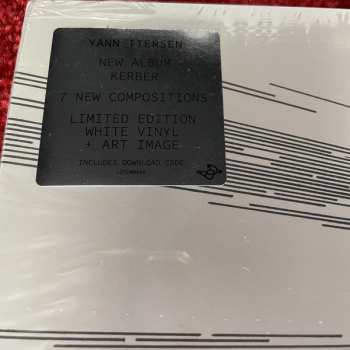 YANN TIERSEN
NEW ALBUM
KERBER
7 NEW COMPOSITIONS
LIMITED EDITION
WHITE VINYL
+ ART IMAGE
INCLUDES DOWNLOAD CODE